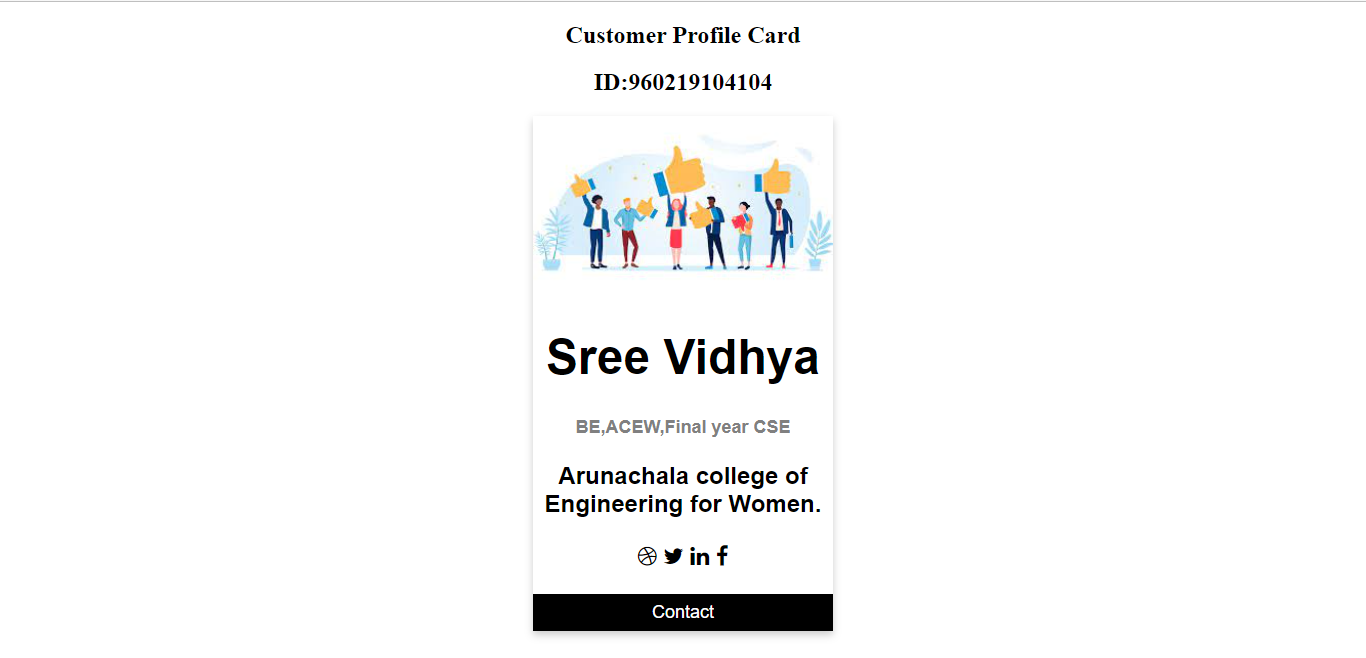 Customer Profile Card
ID:960219104104
Sree Vidhya
BE,ACEW,Final year CSE
Arunachala college of
Engineering for Women.
Contact